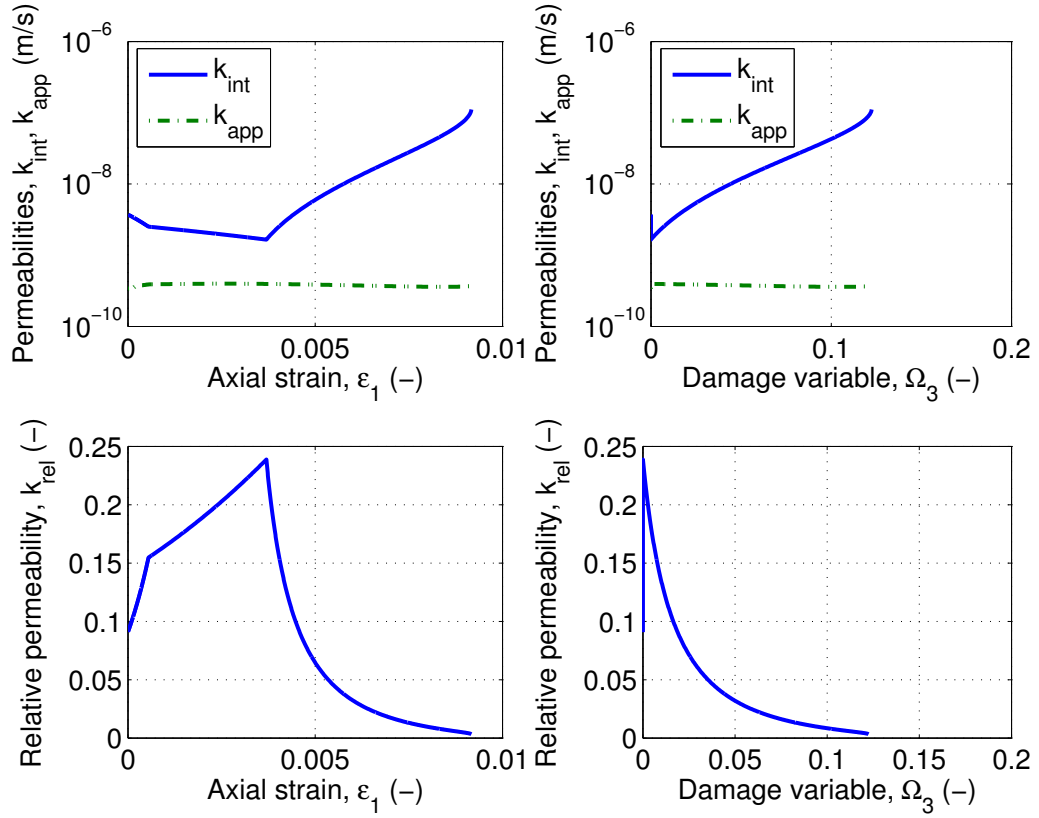 Permeabilities, k_int, k_app (m/s)
10^−6
10^−8
10^−10
k_int
k_app
0 0.005 0.01
Axial strain, ε_1 (−)
Permeabilities, k_int, k_app (m/s)
10^−6
10^−8
10^−10
k_int
k_app
0 0.1 0.2
Damage variable, Ω_3 (−)
Relative permeability, k_rel (−)
0.25
0.2
0.15
0.1
0.05
0
0 0.005 0.01
Axial strain, ε_1 (−)
Relative permeability, k_rel (−)
0.25
0.2
0.15
0.1
0.05
0
0 0.05 0.1 0.15 0.2
Damage variable, Ω_3 (−)